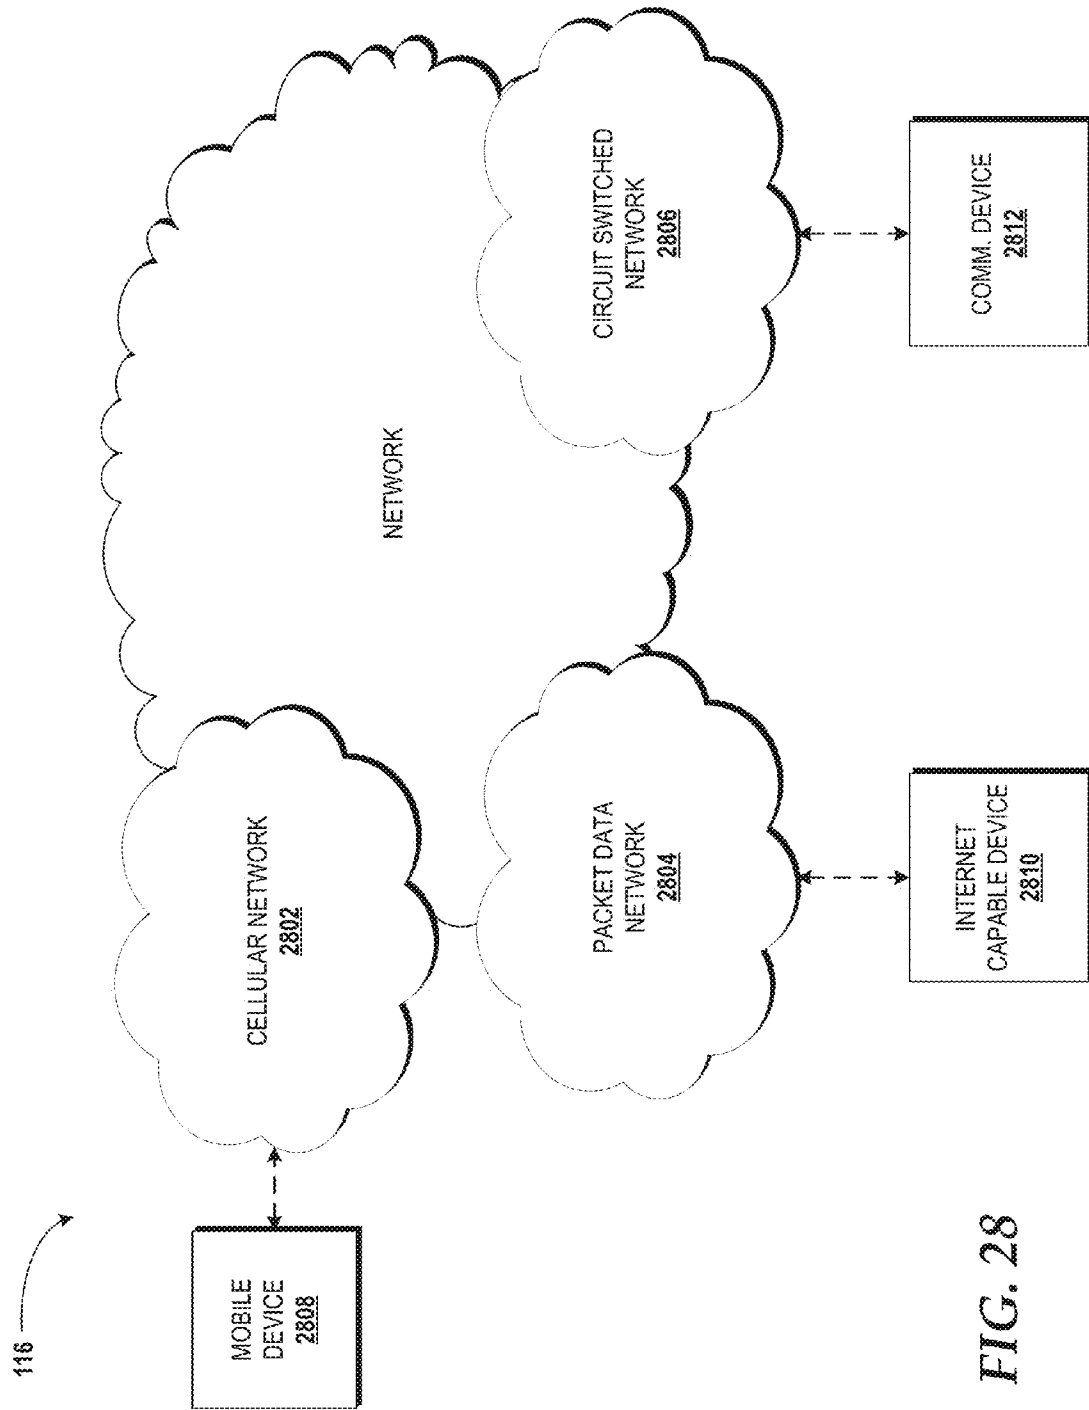 116
MOBILE
DEVICE
2808
CELLULAR NETWORK
2802
NETWORK
PACKET DATA
NETWORK
2804
CIRCUIT SWITCHED
NETWORK
2806
INTERNET
CAPABLE DEVICE
2810
COMM. DEVICE
2812
FIG. 28